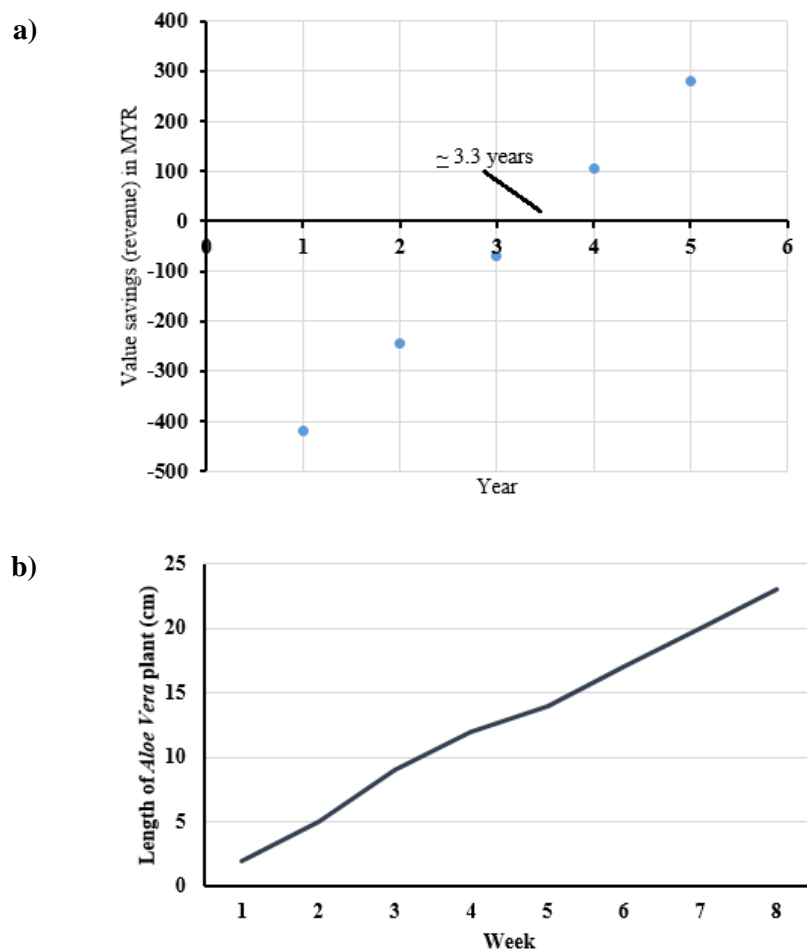 a)
400
300
200
100
0
-100
-200
-300
-400
-500
0 1 2 3 4 5 6
Value savings (revenue) in MYR
≃ 3.3 years
Year
b)
25
20
15
10
5
0
1 2 3 4 5 6 7 8
Length of Aloe Vera plant (cm)
Week